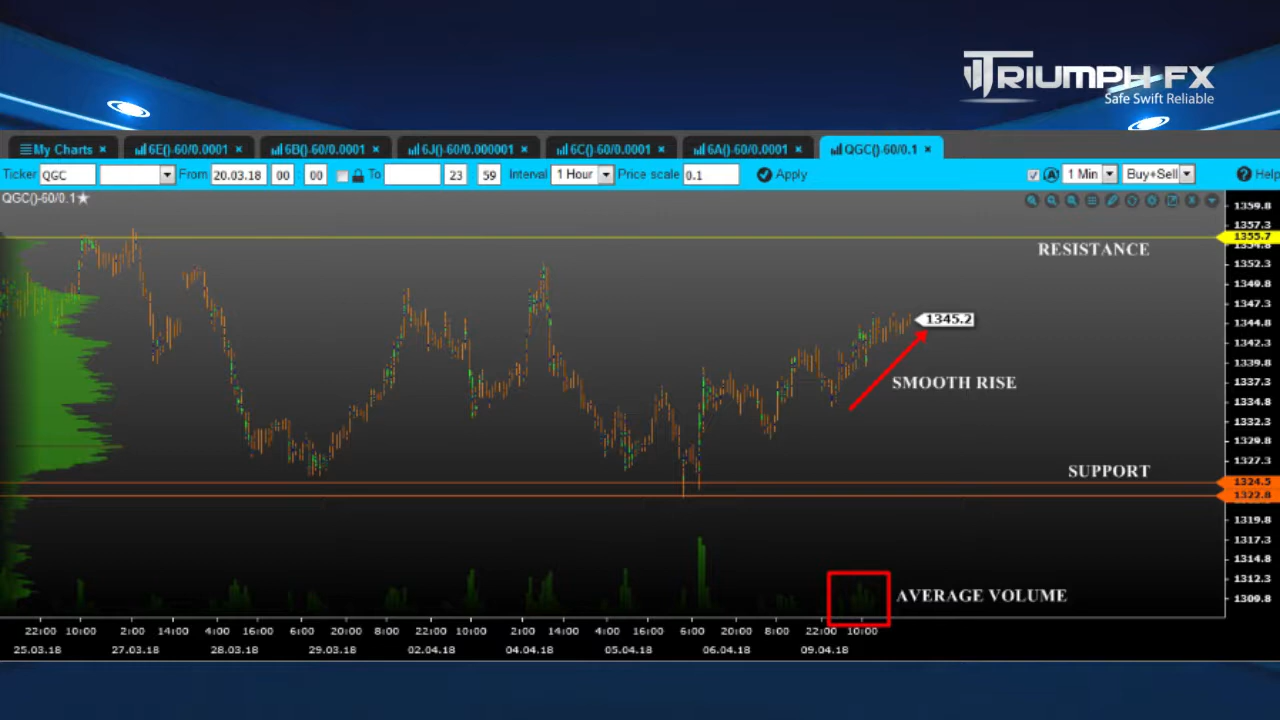 TRIUMPH FX
Safe Swift Reliable
My Charts × 6E()-60/0.0001 × 6B()-60/0.0001 × 6J()-60/0.000001 × 6C()-60/0.0001 × 6A()-60/0.0001 × QGC()-60/0.1 ×
Ticker QGC From 20.03.18 00 00 To 23 59 Interval 1 Hour Price scale 0.1 Apply A 1 Min Buy+Sell ? Help
QGC()-60/0.1★
1359.8
1357.3
1355.7
1354.8
RESISTANCE
1352.3
1349.8
1347.3
1345.2
1344.8
1342.3
1339.8
SMOOTH RISE
1337.3
1334.8
1332.3
1329.8
1327.3
SUPPORT
1324.5
1322.8
1319.8
1317.3
1314.8
1312.3
AVERAGE VOLUME
1309.8
22:00 10:00 2:00 14:00 4:00 16:00 6:00 20:00 8:00 22:00 10:00 2:00 14:00 4:00 16:00 6:00 20:00 8:00 22:00 10:00
25.03.18 27.03.18 28.03.18 29.03.18 02.04.18 04.04.18 05.04.18 06.04.18 09.04.18